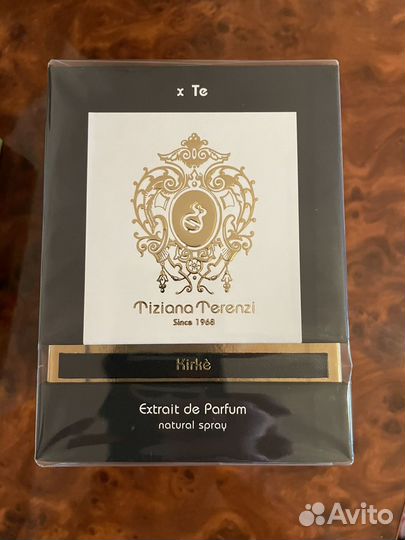 x Te
Tiziana Terenzi
Since 1968
Kirkè
Extrait de Parfum
natural spray
Avito